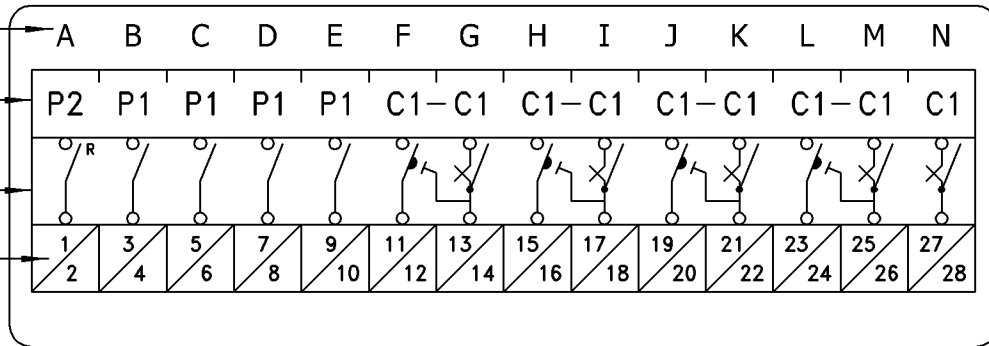 A B C D E F G H I J K L M N
P2 P1 P1 P1 P1 C1-C1 C1-C1 C1-C1 C1-C1 C1
R
1 3 5 7 9 11 13 15 17 19 21 23 25 27
2 4 6 8 10 12 14 16 18 20 22 24 26 28